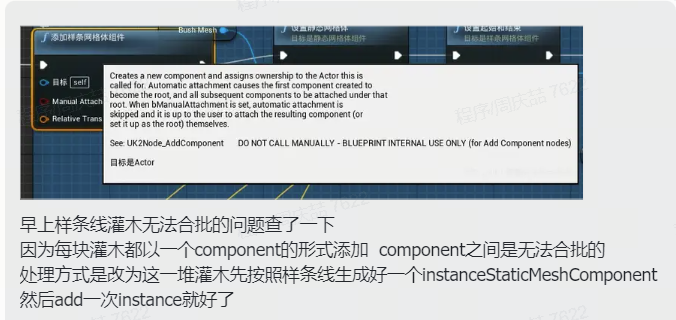 添加样条网格体组件
Bush Mesh
设置静态网格体
目标是静态网格体组件
设置起始和结束
目标是样条网格体组件
目标 self
Manual Attach
Relative Trans
Creates a new component and assigns ownership to the Actor this is
called for. Automatic attachment causes the first component created to
become the root, and all subsequent components to be attached under that
root. When bManualAttachment is set, automatic attachment is
skipped and it is up to the user to attach the resulting component (or
set it up as the root) themselves.
See: UK2Node_AddComponent DO NOT CALL MANUALLY - BLUEPRINT INTERNAL USE ONLY (for Add Component nodes)
目标是Actor
早上样条线灌木无法合批的问题查了一下
因为每块灌木都以一个component的形式添加 component之间是无法合批的
处理方式是改为这一堆灌木先按照样条线生成好一个instanceStaticMeshComponent
然后add一次instance就好了